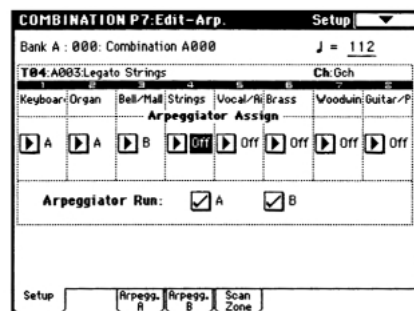 COMBINATION P7:Edit-Arp. Setup
Bank A : 000: Combination A000 ♩ = 112
T04:A003:Legato Strings Ch:Gch
1 2 3 4 5 6 7 8
Keyboar Organ Bell/Mall Strings Vocal/Ai Brass Woodwin Guitar/P
Arpeggiator Assign
A A B Off Off Off Off Off
Arpeggiator Run: A B
Setup Arpegg. A Arpegg. B Scan Zone